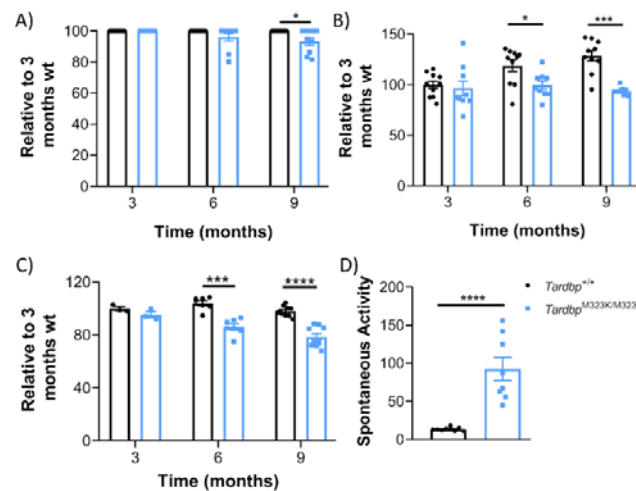 A)
Relative to 3
months wt
100
80
60
40
20
0
*
3
6
9
Time (months)
B)
Relative to 3
months wt
150
100
50
*
***
3
6
9
Time (months)
C)
Relative to 3
months wt
120
80
40
***
****
3
6
9
Time (months)
D)
Spontaneous Activity
200
150
100
50
0
****
Tardbp+/+
TardbpM323K/M323